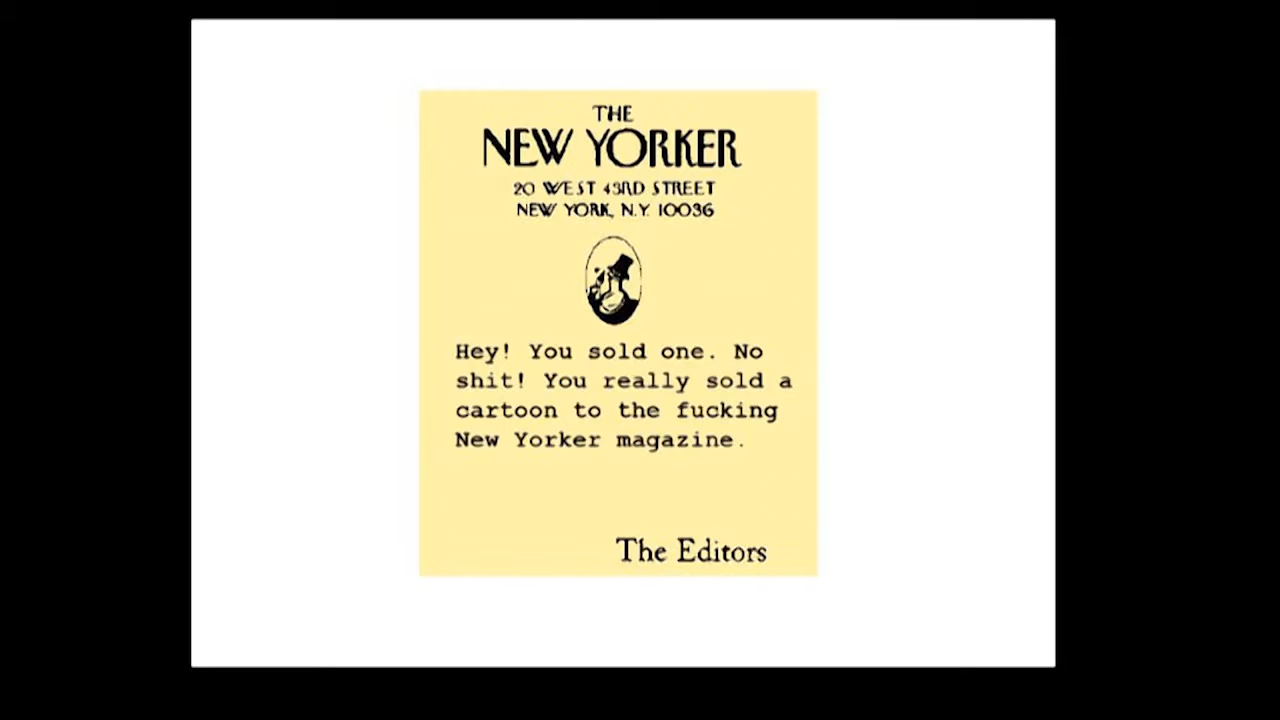 THE
NEW YORKER
20 WEST 43RD STREET
NEW YORK, N.Y. 10036
Hey! You sold one. No
shit! You really sold a
cartoon to the fucking
New Yorker magazine.
The Editors